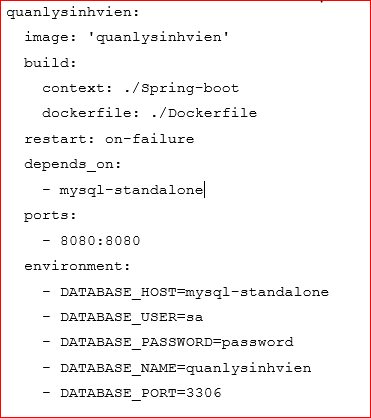 quanlysinhvien:
  image: 'quanlysinhvien'
  build:
    context: ./Spring-boot
    dockerfile: ./Dockerfile
  restart: on-failure
  depends_on:
    - mysql-standalone
  ports:
    - 8080:8080
  environment:
    - DATABASE_HOST=mysql-standalone
    - DATABASE_USER=sa
    - DATABASE_PASSWORD=password
    - DATABASE_NAME=quanlysinhvien
    - DATABASE_PORT=3306